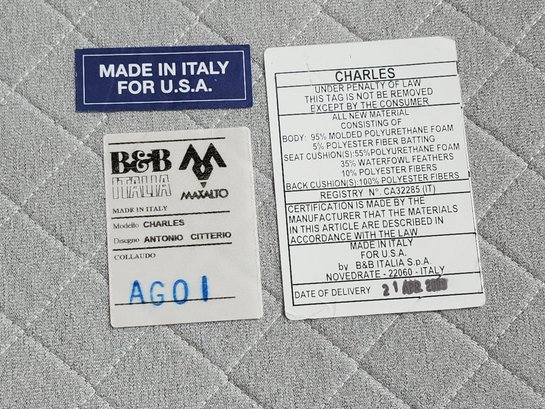 MADE IN ITALY
FOR U.S.A.
B&B
ITALIA
MAXALTO
MADE IN ITALY
Modello CHARLES
Disegno ANTONIO CITTERIO
COLLAUDO
AG01
CHARLES
UNDER PENALTY OF LAW
THIS TAG IS NOT BE REMOVED
EXCEPT BY THE CONSUMER
ALL NEW MATERIAL
CONSISTING OF
BODY: 95% MOLDED POLYURETHANE FOAM
5% POLYESTER FIBER BATTING
SEAT CUSHION(S):55%POLYURETHANE FOAM
35% WATERFOWL FEATHERS
10% POLYESTER FIBERS
BACK CUSHION(S):100% POLYESTER FIBERS
REGISTRY N°. CA32285 (IT)
CERTIFICATION IS MADE BY THE
MANUFACTURER THAT THE MATERIALS
IN THIS ARTICLE ARE DESCRIBED IN
ACCORDANCE WITH THE LAW
MADE IN ITALY
FOR U.S.A.
by B&B ITALIA S.p.A.
NOVEDRATE - 22060 - ITALY
DATE OF DELIVERY 21 APR.